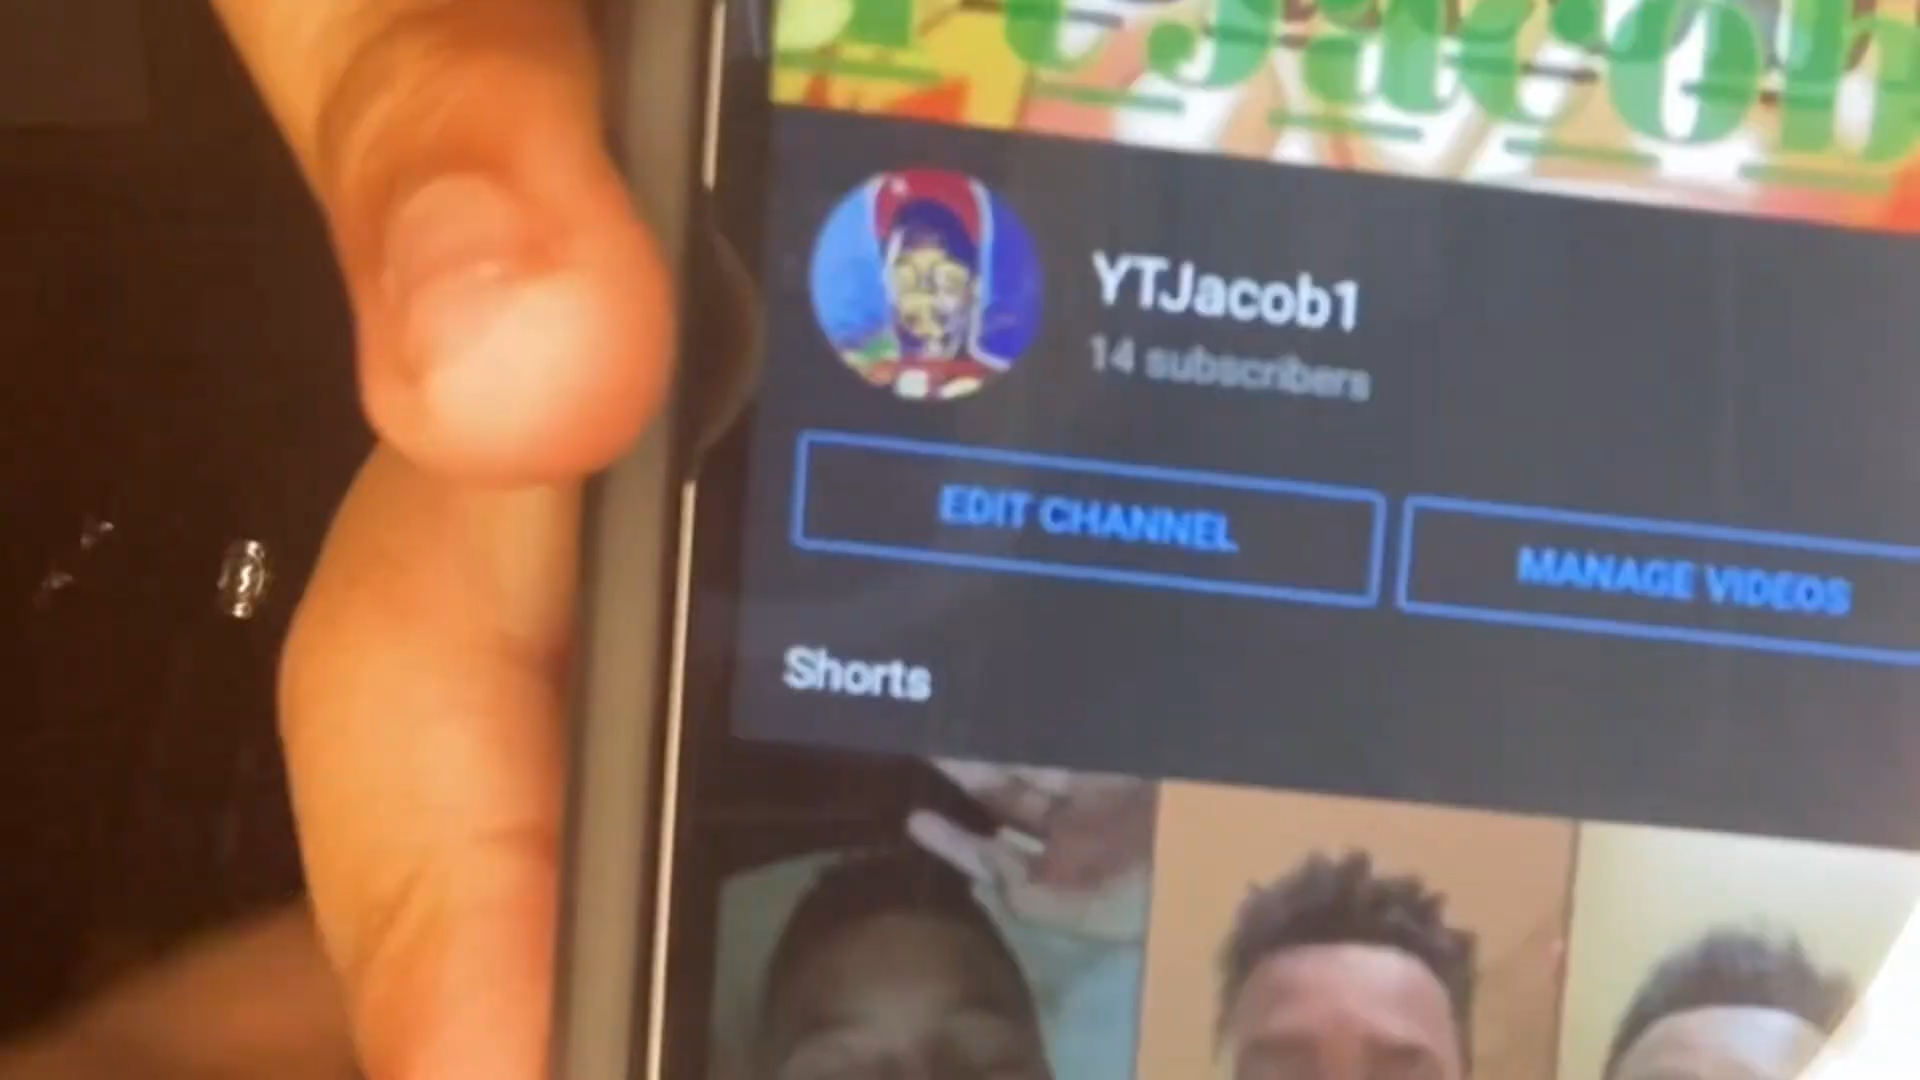 YTJacob1
14 subscribers
EDIT CHANNEL
MANAGE VIDEOS
Shorts